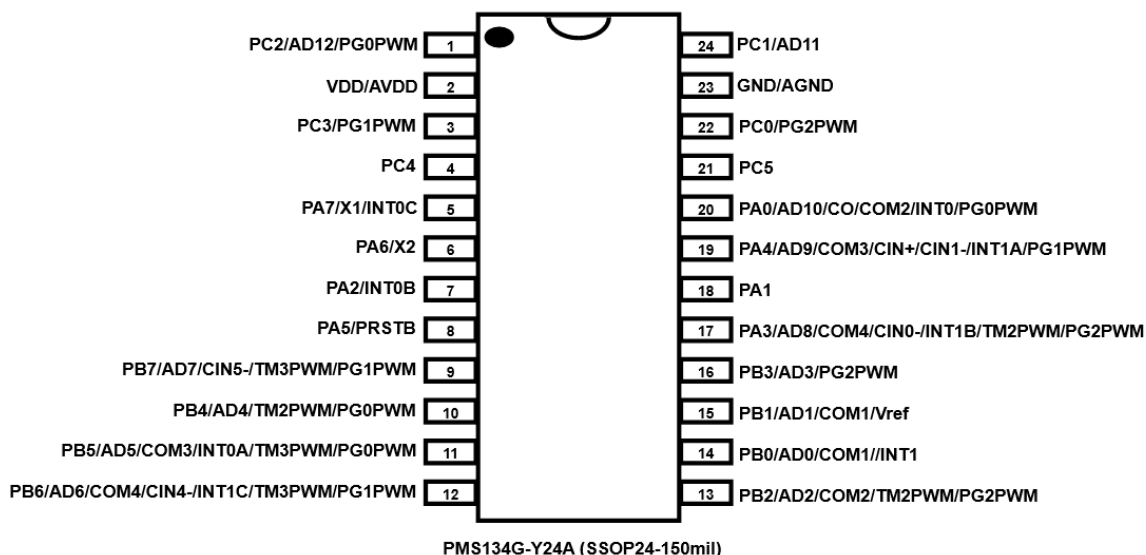 PC2/AD12/PG0PWM 1 24 PC1/AD11
VDD/AVDD 2 23 GND/AGND
PC3/PG1PWM 3 22 PC0/PG2PWM
PC4 4 21 PC5
PA7/X1/INT0C 5 20 PA0/AD10/CO/COM2/INT0/PG0PWM
PA6/X2 6 19 PA4/AD9/COM3/CIN+/CIN1-/INT1A/PG1PWM
PA2/INT0B 7 18 PA1
PA5/PRSTB 8 17 PA3/AD8/COM4/CIN0-/INT1B/TM2PWM/PG2PWM
PB7/AD7/CIN5-/TM3PWM/PG1PWM 9 16 PB3/AD3/PG2PWM
PB4/AD4/TM2PWM/PG0PWM 10 15 PB1/AD1/COM1/Vref
PB5/AD5/COM3/INT0A/TM3PWM/PG0PWM 11 14 PB0/AD0/COM1//INT1
PB6/AD6/COM4/CIN4-/INT1C/TM3PWM/PG1PWM 12 13 PB2/AD2/COM2/TM2PWM/PG2PWM
PMS134G-Y24A (SSOP24-150mil)